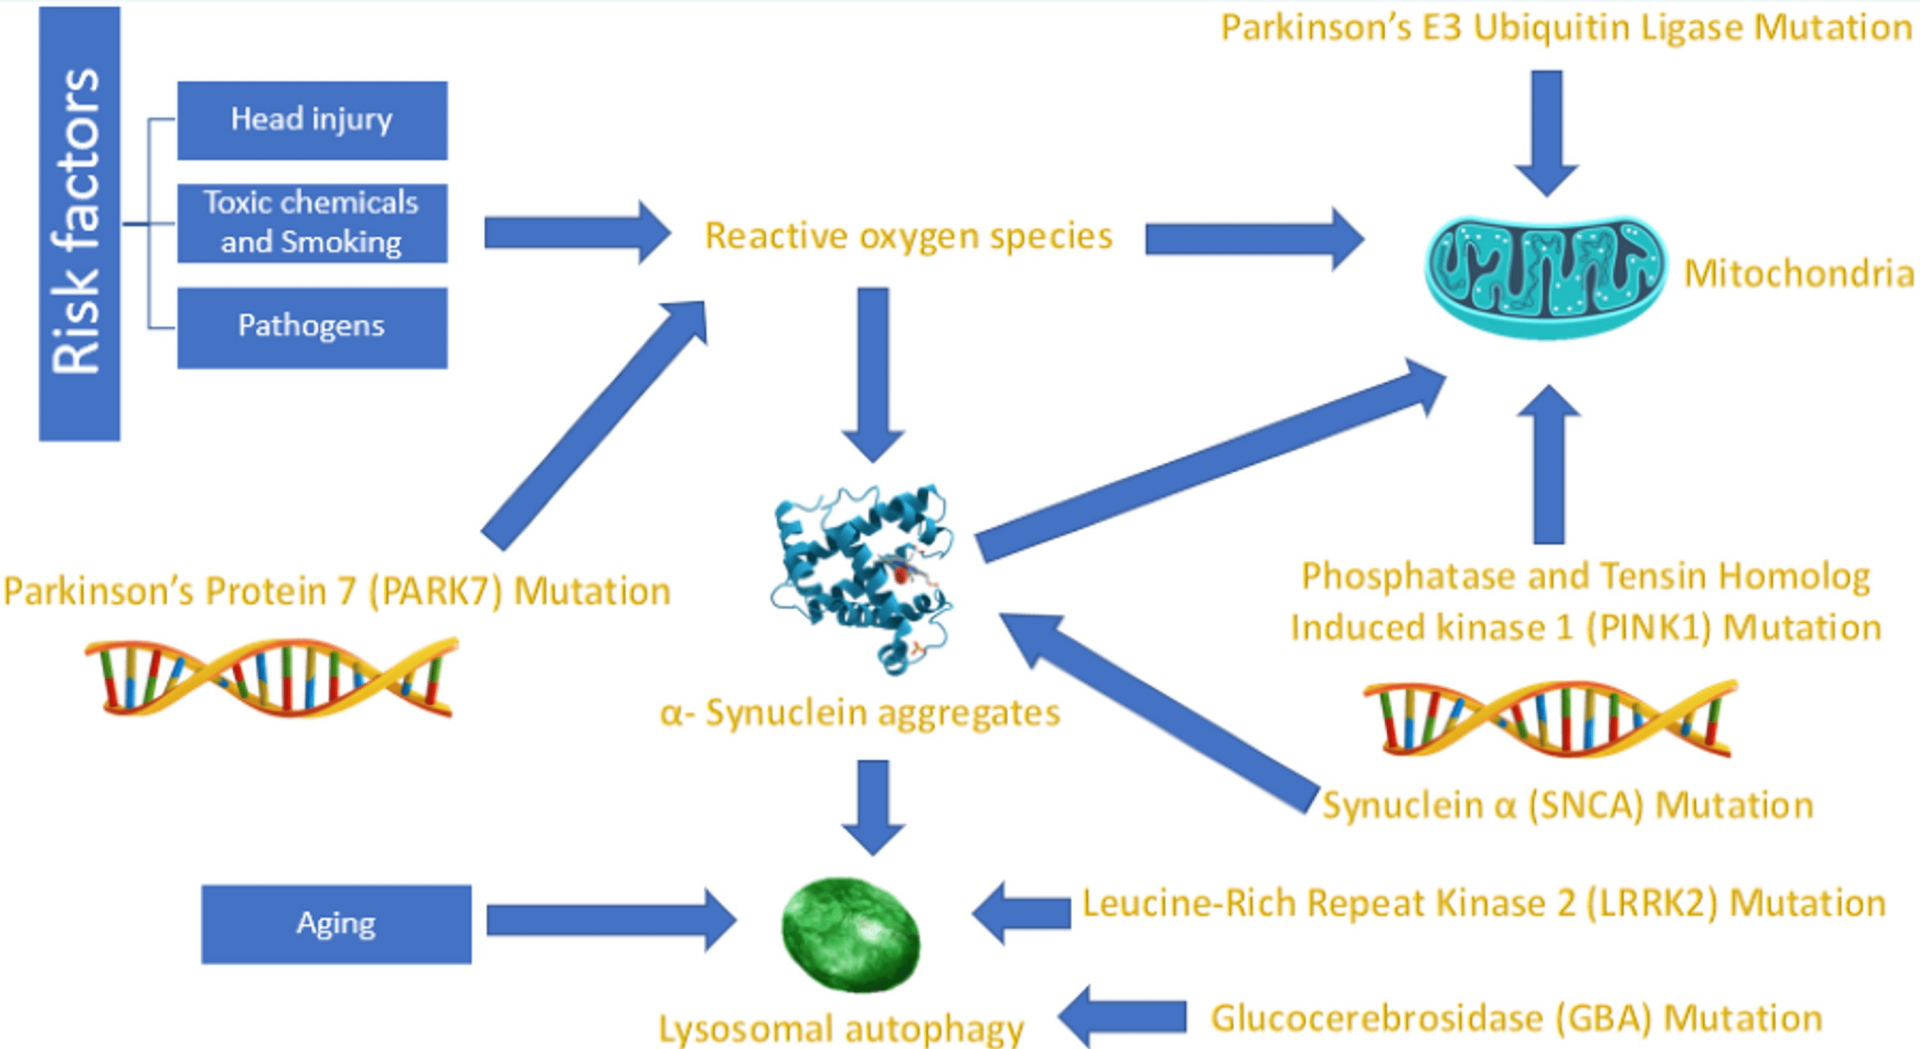 Parkinson’s E3 Ubiquitin Ligase Mutation
Risk factors
Head injury
Toxic chemicals
and Smoking
Pathogens
Reactive oxygen species
Mitochondria
Parkinson’s Protein 7 (PARK7) Mutation
Phosphatase and Tensin Homolog
Induced kinase 1 (PINK1) Mutation
α- Synuclein aggregates
Synuclein α (SNCA) Mutation
Aging
Leucine-Rich Repeat Kinase 2 (LRRK2) Mutation
Lysosomal autophagy
Glucocerebrosidase (GBA) Mutation